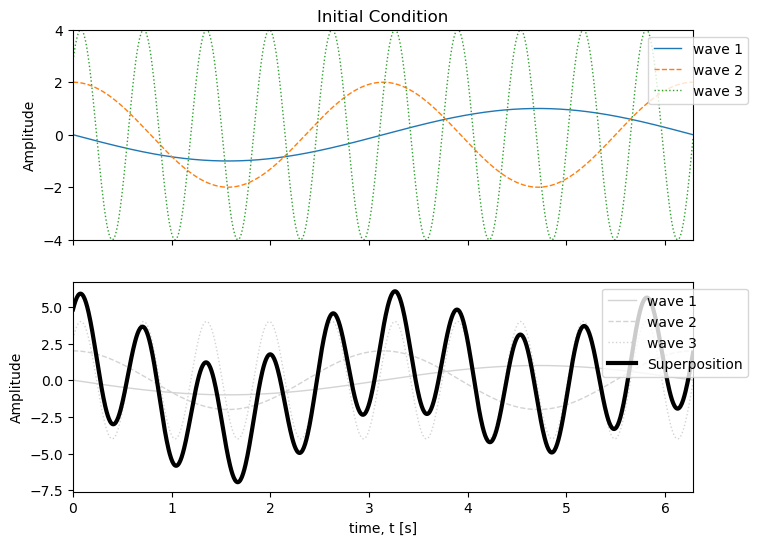 Initial Condition
Amplitude
4
2
0
−2
−4
wave 1
wave 2
wave 3
Amplitude
5.0
2.5
0.0
−2.5
−5.0
−7.5
wave 1
wave 2
wave 3
Superposition
0 1 2 3 4 5 6
time, t [s]